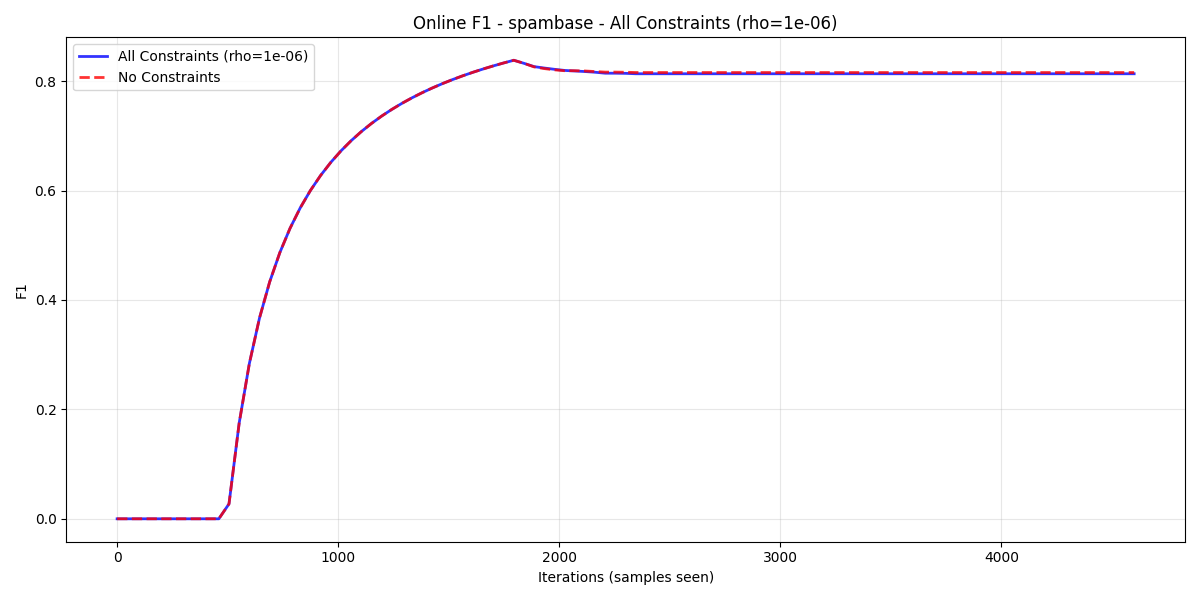 Online F1 - spambase - All Constraints (rho=1e-06)
All Constraints (rho=1e-06)
No Constraints
F1
0.8
0.6
0.4
0.2
0.0
0
1000
2000
3000
4000
Iterations (samples seen)